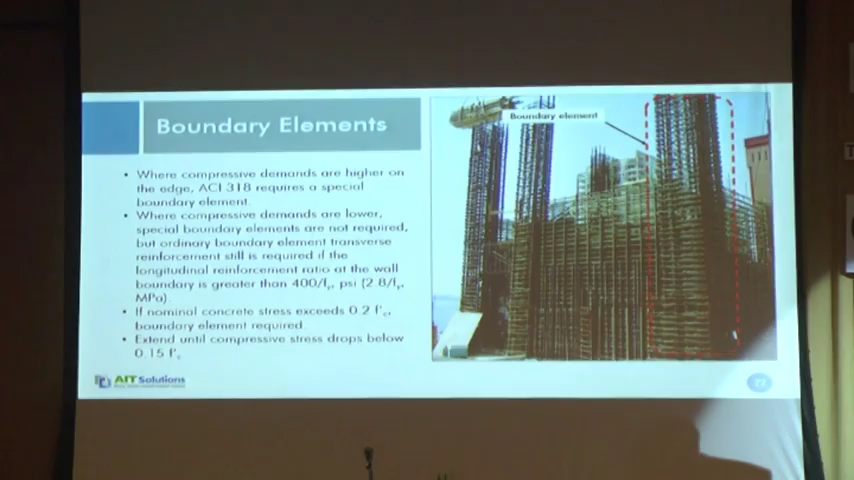 Boundary Elements
Boundary element
• Where compressive demands are higher on
the edge, ACI 318 requires a special
boundary element.
• Where compressive demands are lower,
special boundary elements are not required,
but ordinary boundary element transverse
reinforcement still is required if the
longitudinal reinforcement ratio at the wall
boundary is greater than 400/fy, psi (2.8/fy,
MPa).
• If nominal concrete stress exceeds 0.2 f'c,
boundary element required.
• Extend until compressive stress drops below
0.15 f'c
AIT Solutions